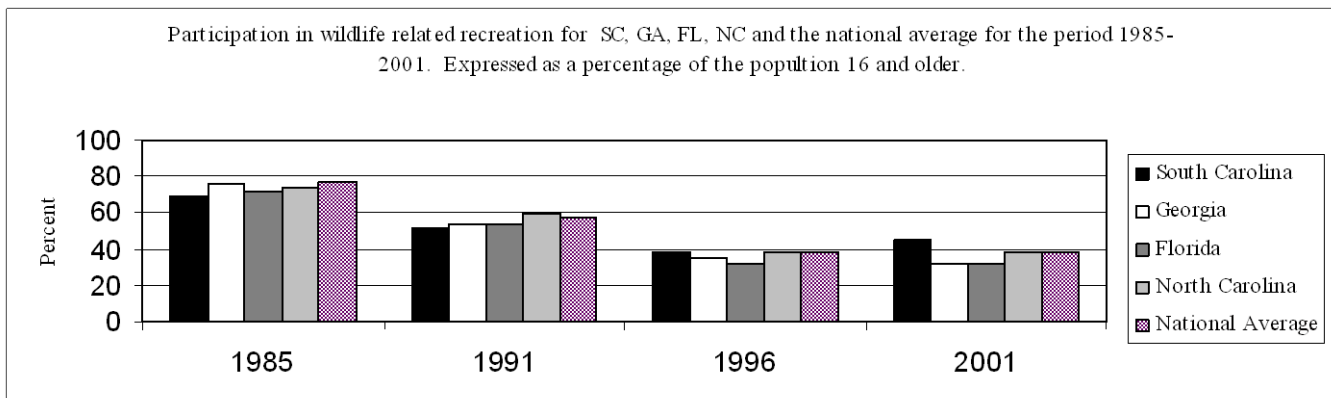 Participation in wildlife related recreation for SC, GA, FL, NC and the national average for the period 1985-
2001. Expressed as a percentage of the popultion 16 and older.
Percent
100
80
60
40
20
0
1985 1991 1996 2001
South Carolina
Georgia
Florida
North Carolina
National Average